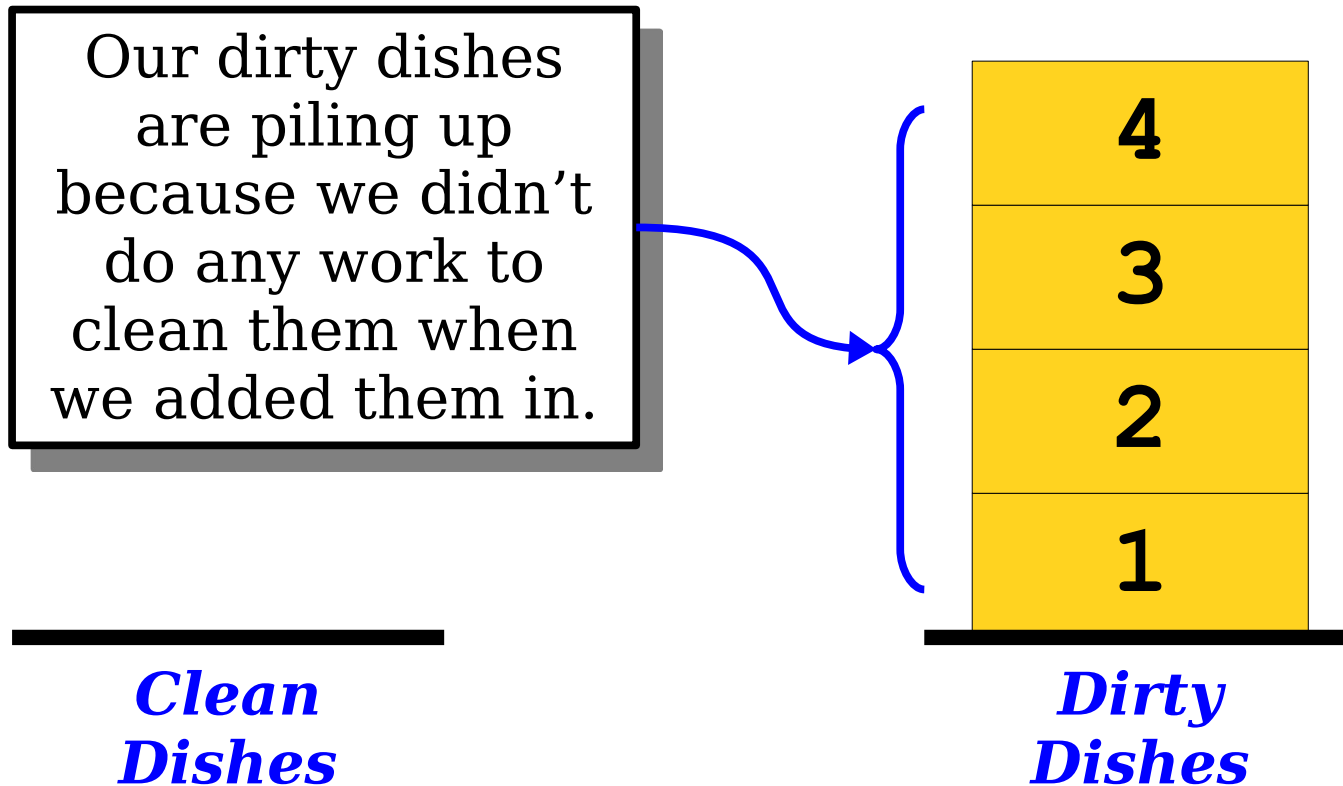 Our dirty dishes
are piling up
because we didn’t
do any work to
clean them when
we added them in.
4
3
2
1
Clean
Dishes
Dirty
Dishes